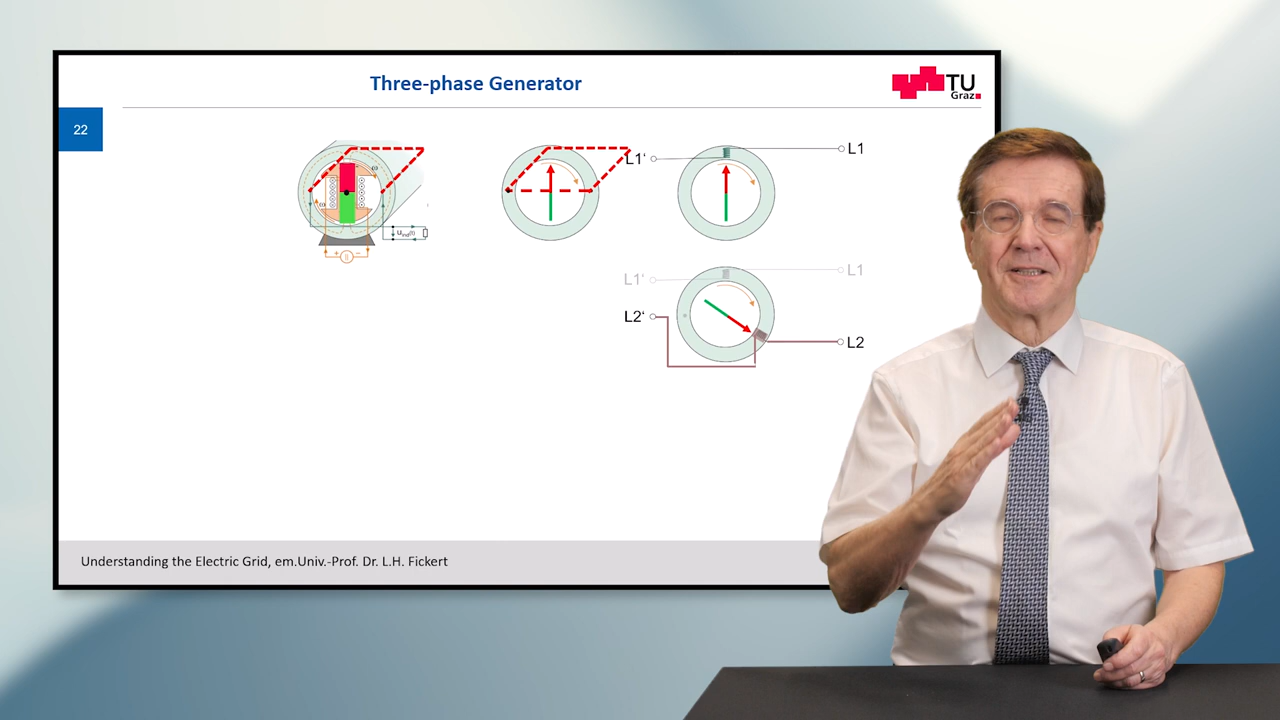 Three-phase Generator
TU
Graz
22
L1'
L1
ω
ω
u_ind(t)
+
−
L1'
L1
L2'
L2
Understanding the Electric Grid, em.Univ.-Prof. Dr. L.H. Fickert